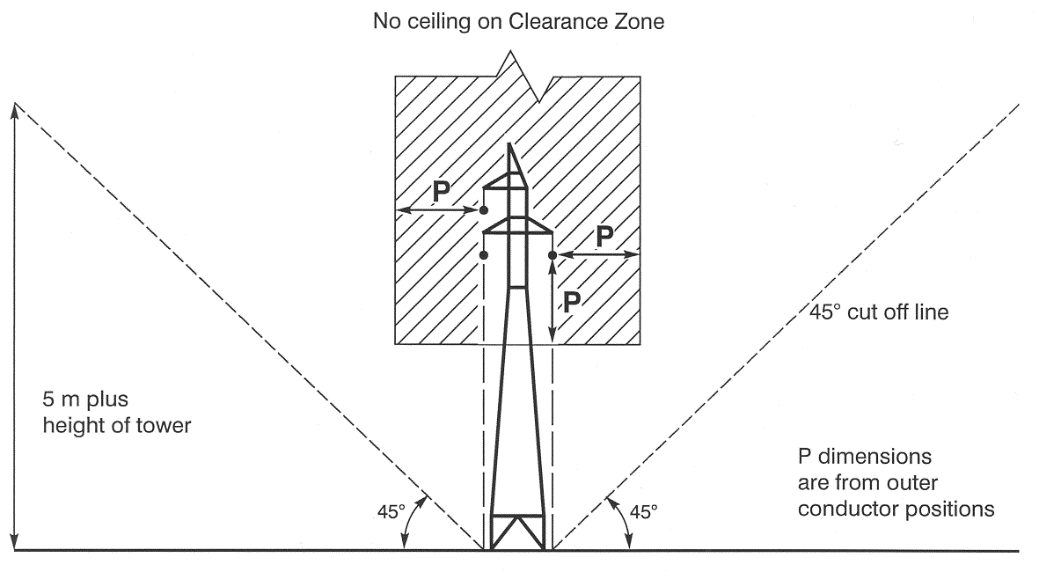 No ceiling on Clearance Zone
P
P
P
45° cut off line
5 m plus
height of tower
P dimensions
are from outer
conductor positions
45°
45°